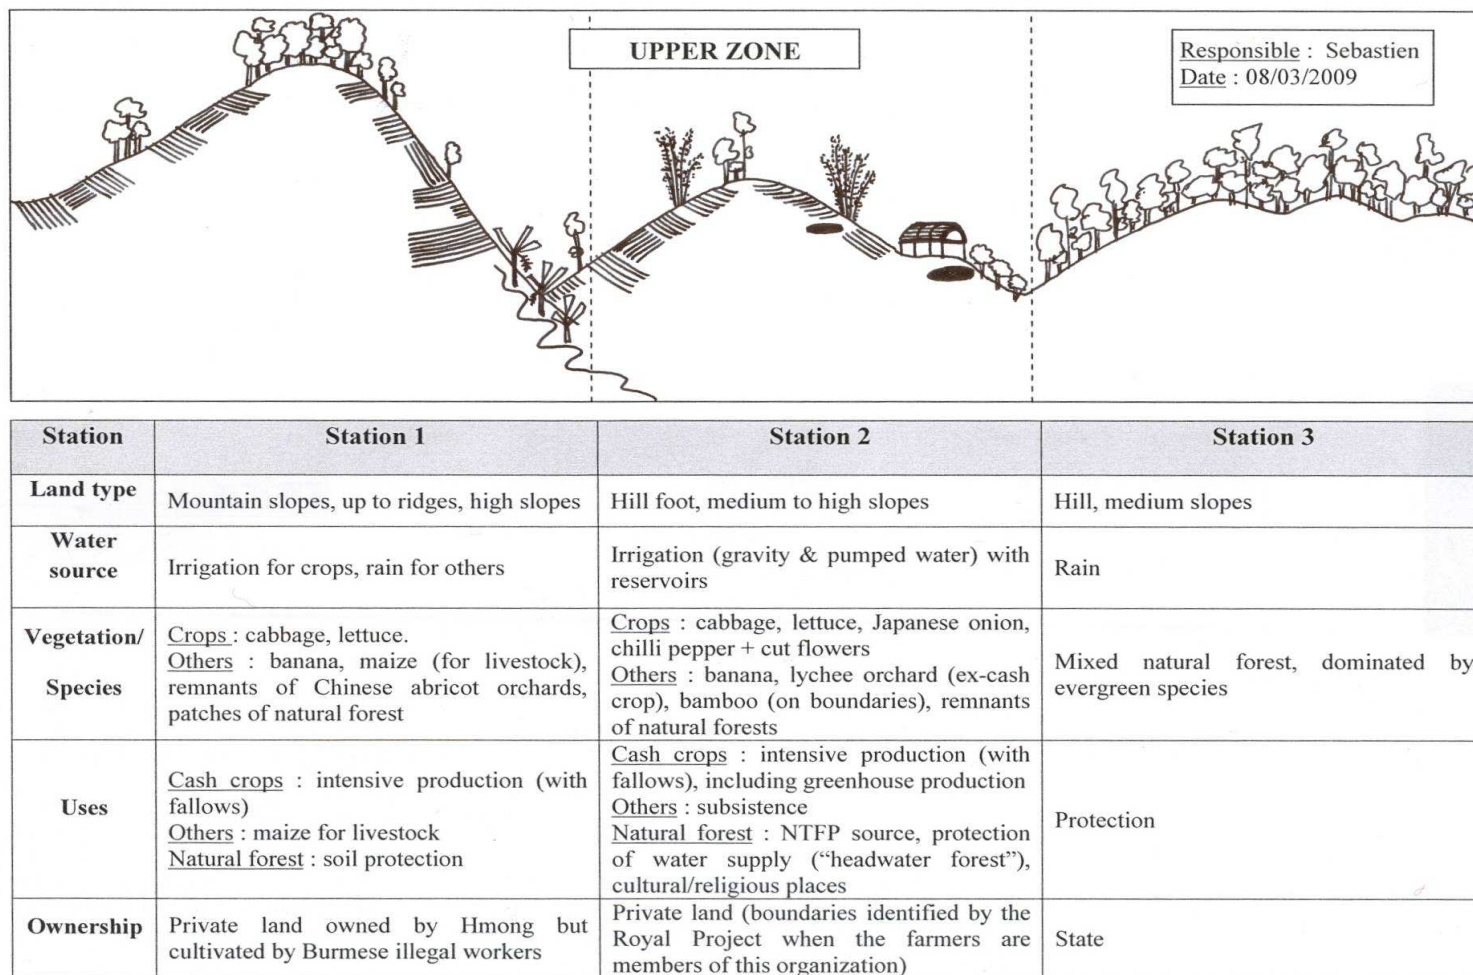 UPPER ZONE
Responsible : Sebastien
Date : 08/03/2009
Station
Station 1
Station 2
Station 3
Land type
Mountain slopes, up to ridges, high slopes
Hill foot, medium to high slopes
Hill, medium slopes
Water
source
Irrigation for crops, rain for others
Irrigation (gravity & pumped water) with
reservoirs
Rain
Vegetation/
Species
Crops : cabbage, lettuce.
Others : banana, maize (for livestock),
remnants of Chinese abricot orchards,
patches of natural forest
Crops : cabbage, lettuce, Japanese onion,
chilli pepper + cut flowers
Others : banana, lychee orchard (ex-cash
crop), bamboo (on boundaries), remnants
of natural forests
Mixed natural forest, dominated by
evergreen species
Uses
Cash crops : intensive production (with
fallows)
Others : maize for livestock
Natural forest : soil protection
Cash crops : intensive production (with
fallows), including greenhouse production
Others : subsistence
Natural forest : NTFP source, protection
of water supply (“headwater forest”),
cultural/religious places
Protection
Ownership
Private land owned by Hmong but
cultivated by Burmese illegal workers
Private land (boundaries identified by the
Royal Project when the farmers are
members of this organization)
State